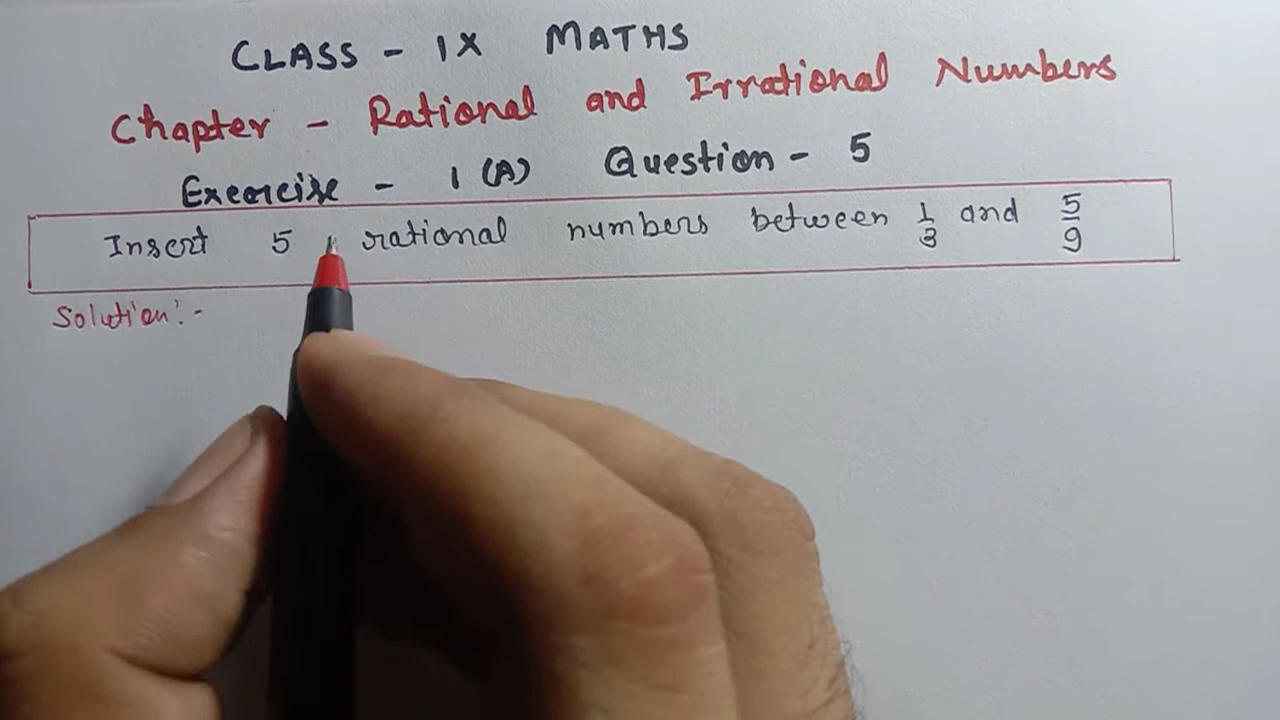 CLASS - IX MATHS
Chapter - Rational and Irrational Numbers
Exercise - 1 (A) Question - 5
Insert 5 rational numbers between 1/3 and 5/9
Solution:-